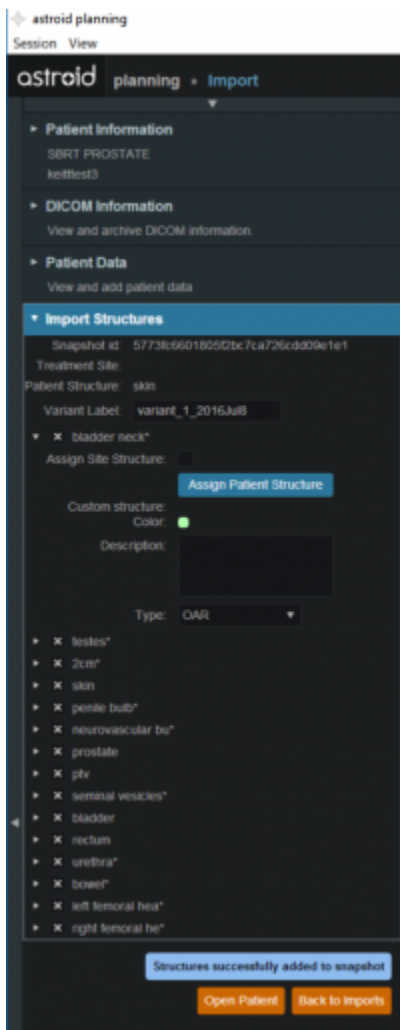 astroid planning
Session View
astroid planning Import
Patient Information
SBRT PROSTATE
keitttest3
DICOM Information
View and archive DICOM information.
Patient Data
View and add patient data
Import Structures
Snapshot id: 5773fc6601805f2bc7ca726cdd09e1e1
Treatment Site:
Patient Structure: skin
Variant Label: variant_1_2016Jul8
bladder neck*
Assign Site Structure:
Assign Patient Structure
Custom structure:
Color:
Description:
Type: OAR
testes*
2cm*
skin
penile bulb*
neurovascular bu*
prostate
ptv
seminal vesicles*
bladder
rectum
urethra*
bowel*
left femoral hea*
right femoral he*
Structures successfully added to snapshot
Open Patient Back to Imports